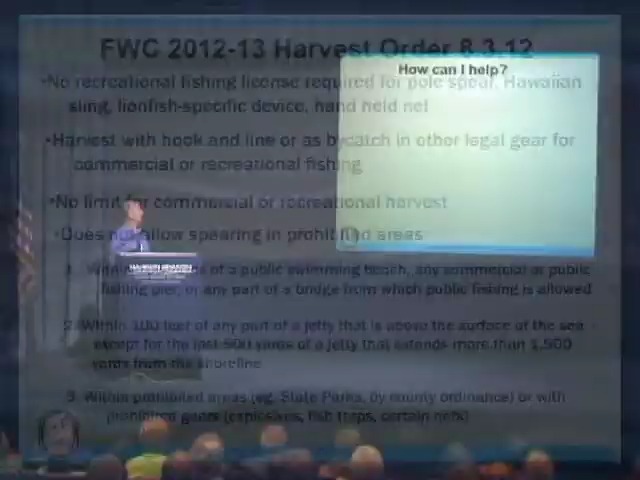 FWC 2012-13 Harvest Order 8.3.12
How can I help?
•No recreational fishing license required for pole spear, Hawaiian
sling, lionfish-specific device, hand held net
•Harvest with hook and line or as bycatch in other legal gear for
commercial or recreational fishing
•No limit for commercial or recreational harvest
•Does not allow spearing in prohibited areas
of a public swimming beach, any commercial or public
fishing pier, or any part of a bridge from which public fishing is allowed
2. Within 100 feet of any part of a jetty that is above the surface of the sea
except for the last 500 yards of a jetty that extends more than 1,500
yards from the shoreline
3. Within prohibited areas (eg. State Parks, by county ordinance) or with
prohibited gears (explosives, fish traps, certain nets)